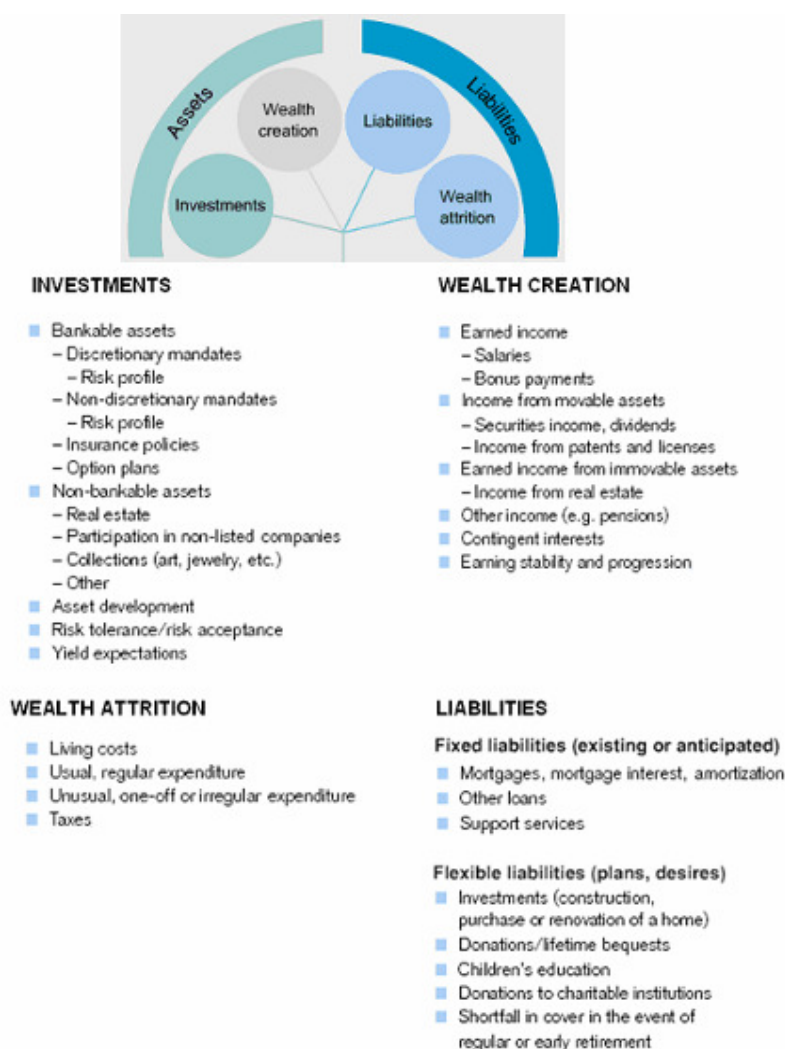 Assets
Wealth
creation
Liabilities
Liabilities
Investments
Wealth
attrition
INVESTMENTS
Bankable assets
– Discretionary mandates
– Risk profile
– Non-discretionary mandates
– Risk profile
– Insurance policies
– Option plans
Non-bankable assets
– Real estate
– Participation in non-listed companies
– Collections (art, jewelry, etc.)
– Other
Asset development
Risk tolerance/risk acceptance
Yield expectations
WEALTH CREATION
Earned income
– Salaries
– Bonus payments
Income from movable assets
– Securities income, dividends
– Income from patents and licenses
Earned income from immovable assets
– Income from real estate
Other income (e.g. pensions)
Contingent interests
Earning stability and progression
WEALTH ATTRITION
Living costs
Usual, regular expenditure
Unusual, one-off or irregular expenditure
Taxes
LIABILITIES
Fixed liabilities (existing or anticipated)
Mortgages, mortgage interest, amortization
Other loans
Support services
Flexible liabilities (plans, desires)
Investments (construction,
purchase or renovation of a home)
Donations/lifetime bequests
Children's education
Donations to charitable institutions
Shortfall in cover in the event of
regular or early retirement